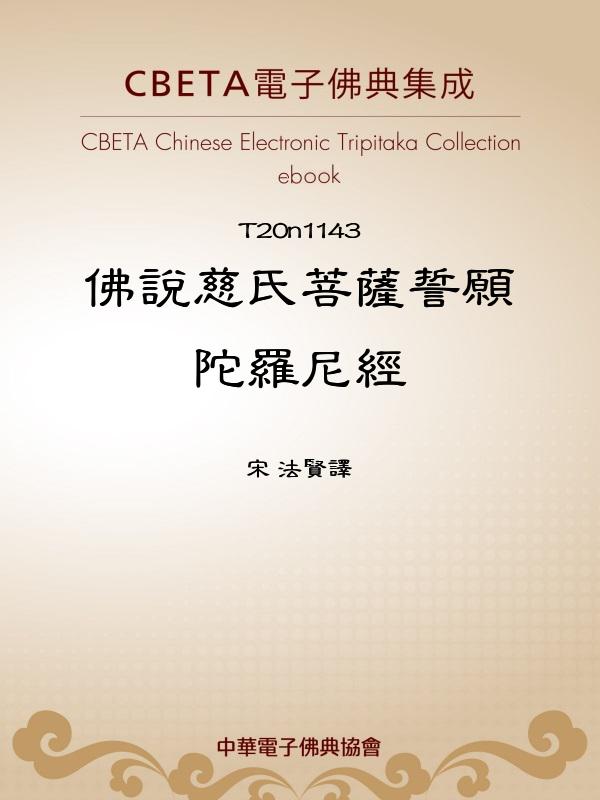 CBETA電子佛典集成
CBETA Chinese Electronic Tripitaka Collection
ebook
T20n1143
佛說慈氏菩薩誓願
陀羅尼經
宋 法賢譯
中華電子佛典協會